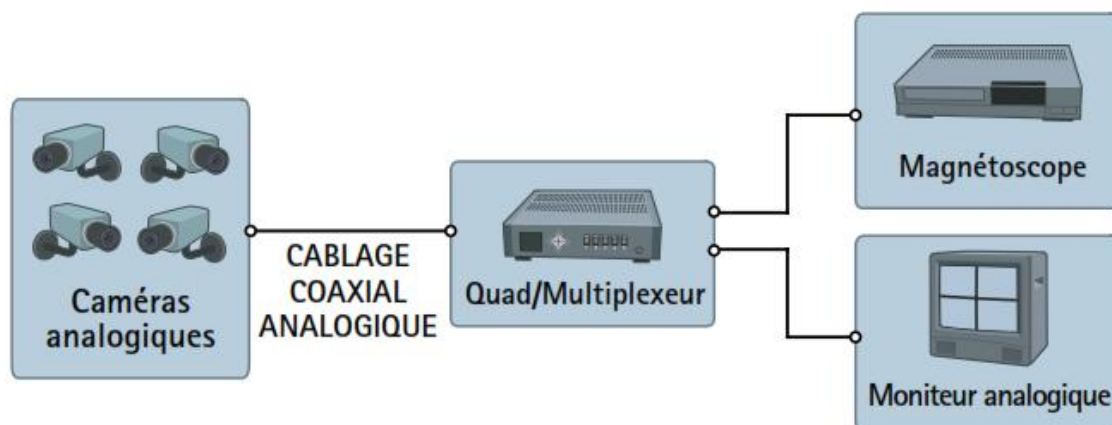 Caméras
analogiques
CABLAGE
COAXIAL
ANALOGIQUE
Quad/Multiplexeur
Magnétoscope
Moniteur analogique